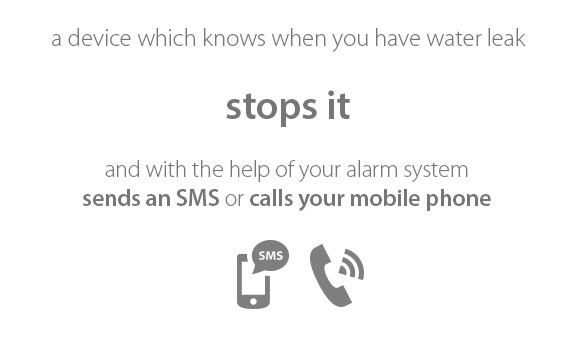 a device which knows when you have water leak
stops it
and with the help of your alarm system
sends an SMS or calls your mobile phone
SMS